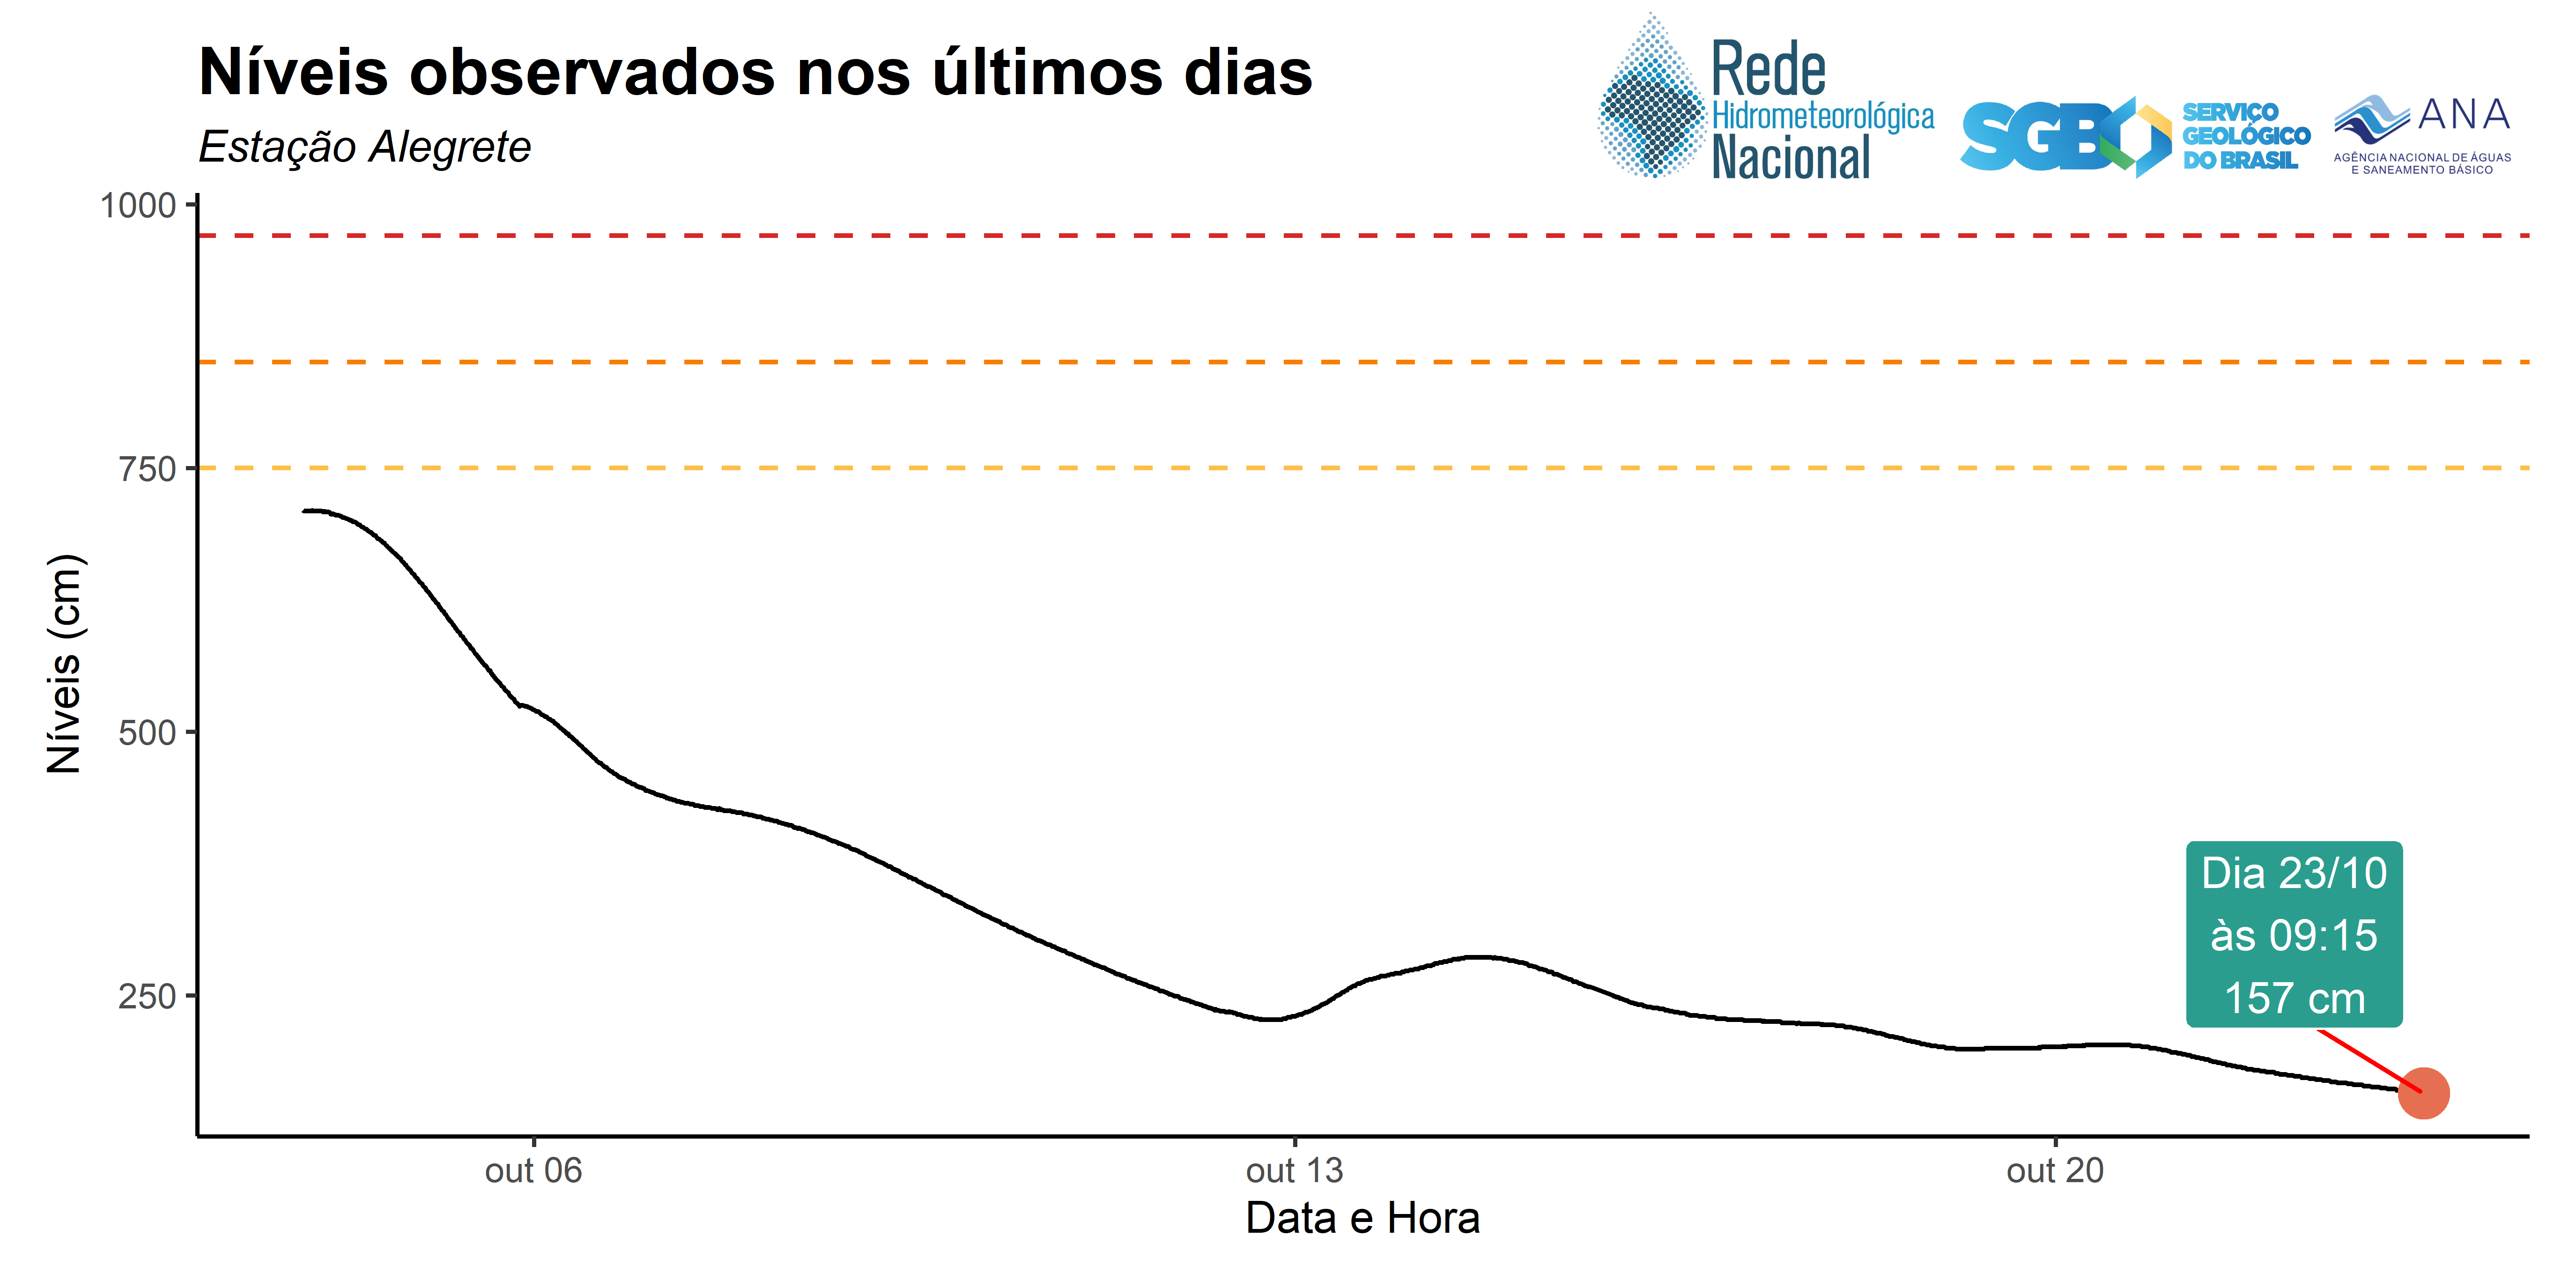 Níveis observados nos últimos dias
Estação Alegrete
Rede
Hidrometeorológica
Nacional
SGB
SERVIÇO
GEOLÓGICO
DO BRASIL
ANA
AGÊNCIA NACIONAL DE ÁGUAS
E SANEAMENTO BÁSICO
1000
750
500
250
Níveis (cm)
Dia 23/10
às 09:15
157 cm
out 06
out 13
out 20
Data e Hora